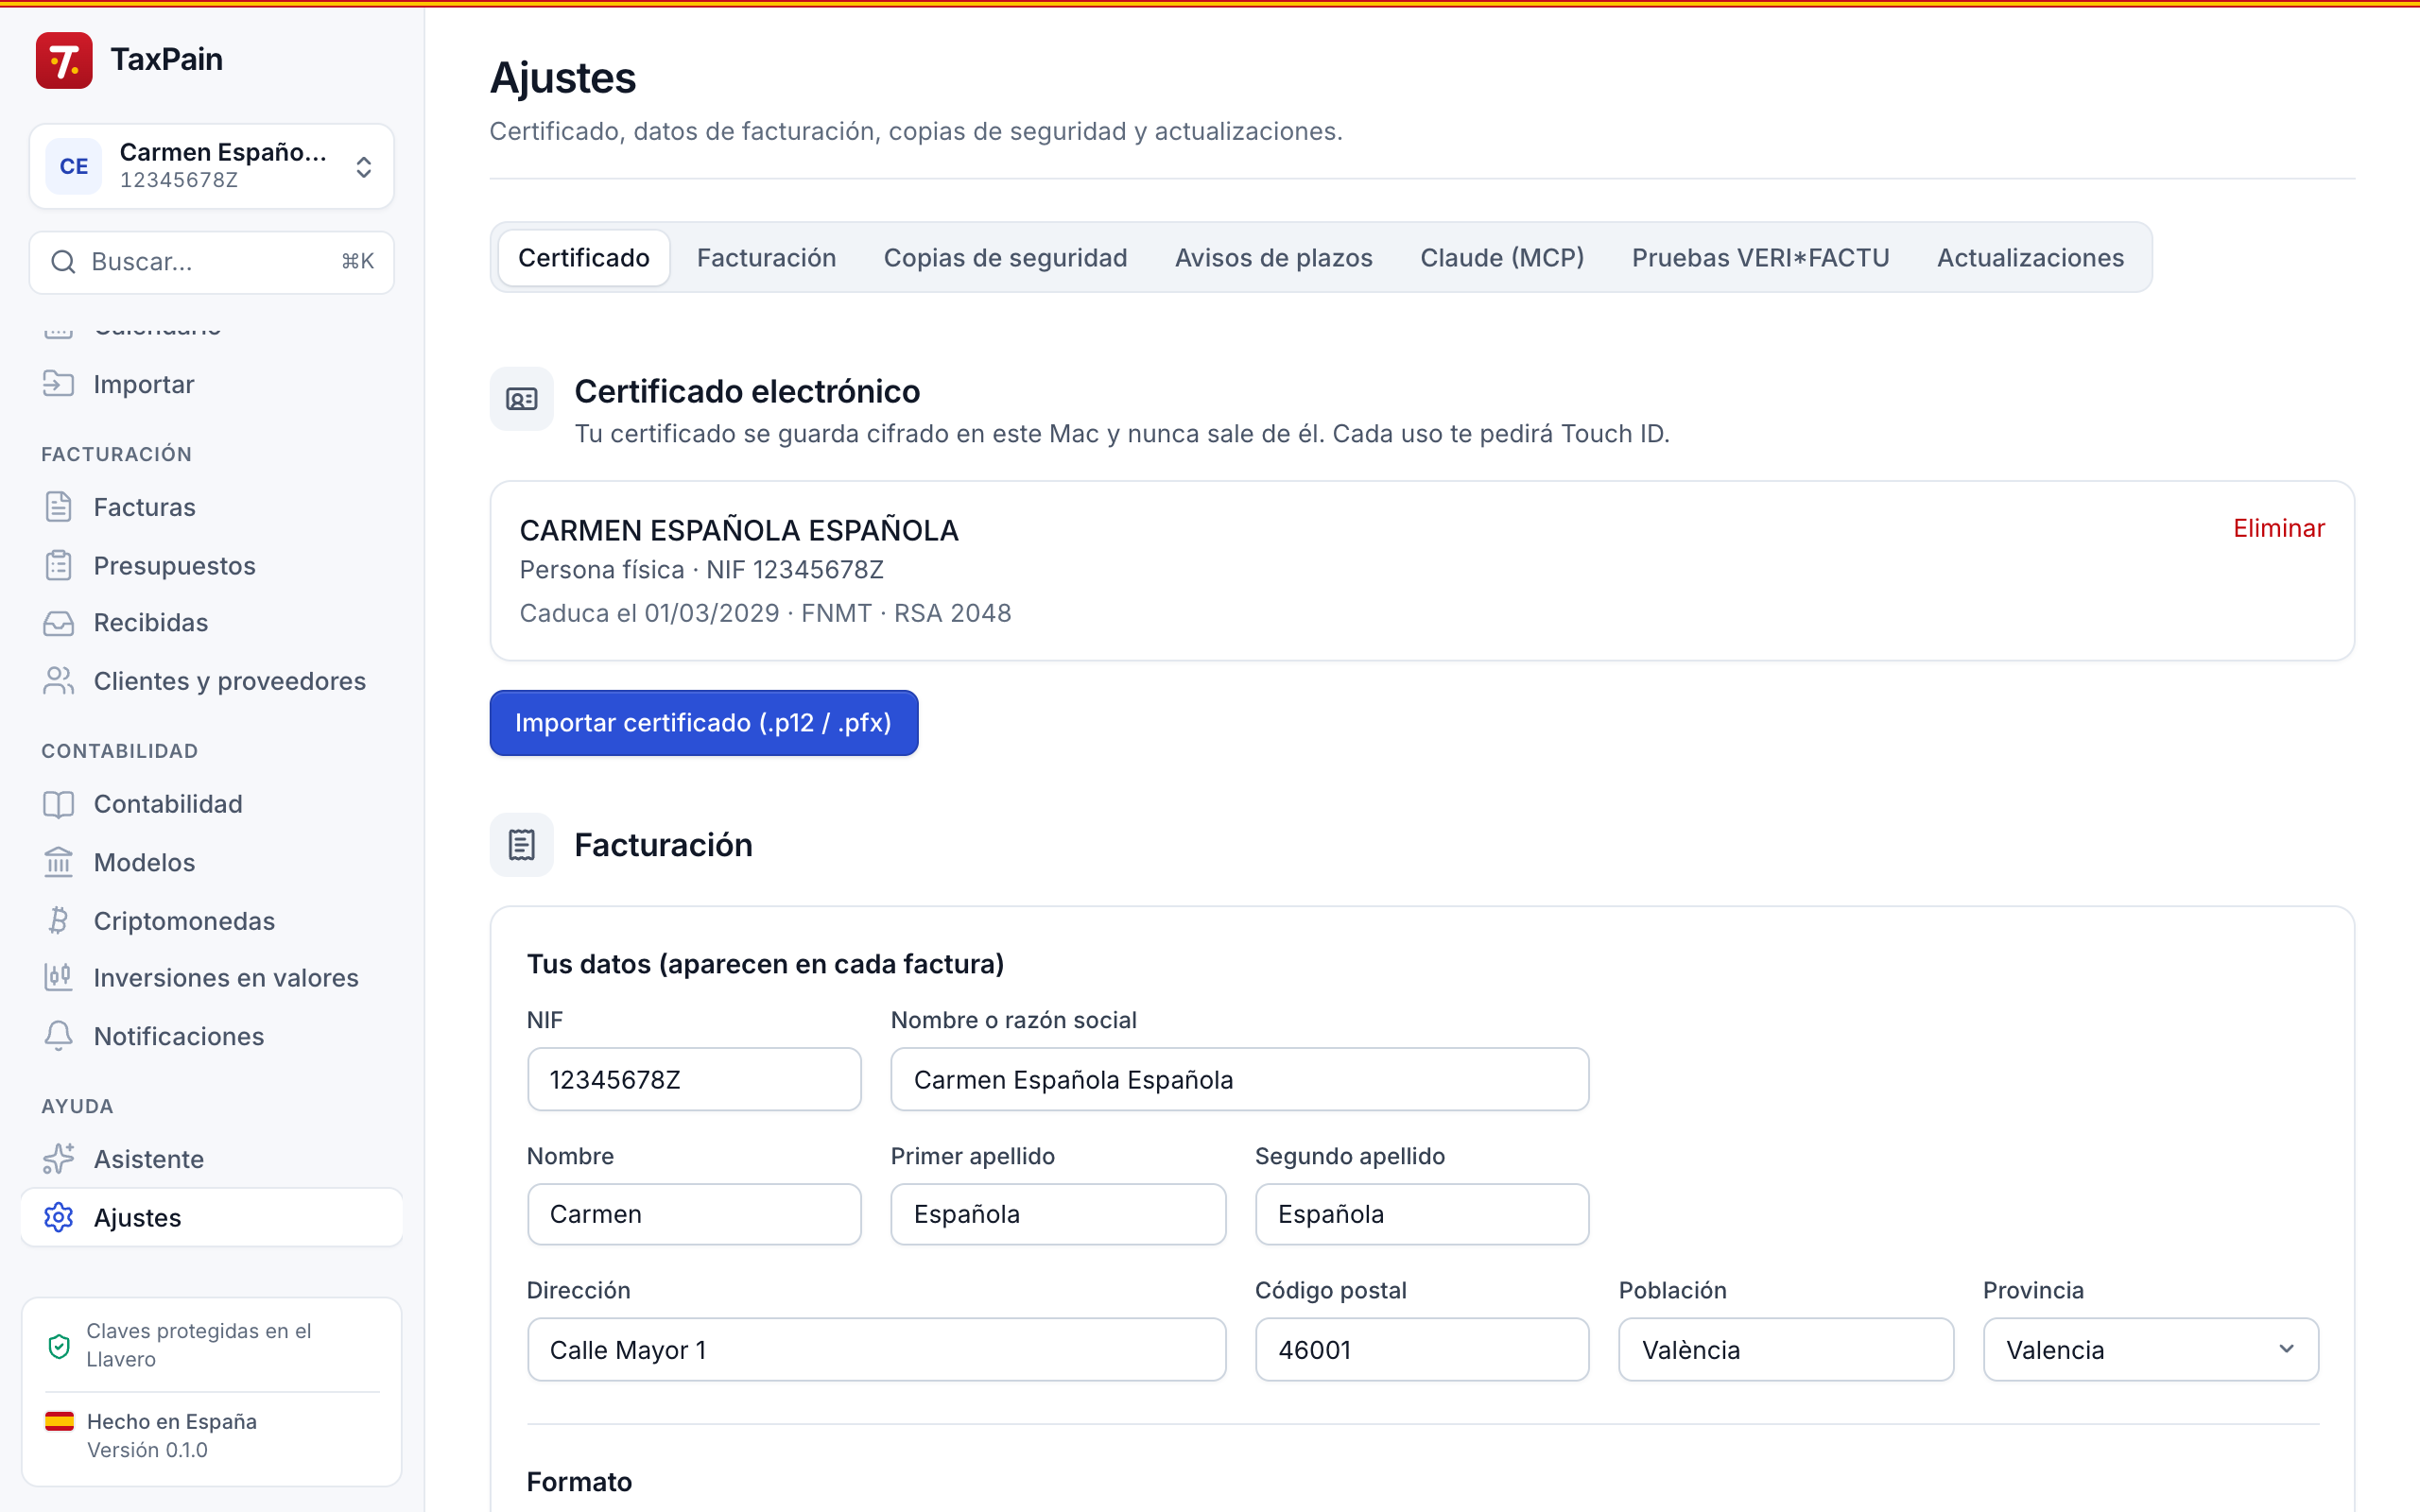 TaxPain
CE
Carmen Españo...
12345678Z
Buscar...
⌘K
Calendario
Importar
FACTURACIÓN
Facturas
Presupuestos
Recibidas
Clientes y proveedores
CONTABILIDAD
Contabilidad
Modelos
Criptomonedas
Inversiones en valores
Notificaciones
AYUDA
Asistente
Ajustes
Claves protegidas en el
Llavero
Hecho en España
Versión 0.1.0
Ajustes
Certificado, datos de facturación, copias de seguridad y actualizaciones.
Certificado
Facturación
Copias de seguridad
Avisos de plazos
Claude (MCP)
Pruebas VERI*FACTU
Actualizaciones
Certificado electrónico
Tu certificado se guarda cifrado en este Mac y nunca sale de él. Cada uso te pedirá Touch ID.
CARMEN ESPAÑOLA ESPAÑOLA
Eliminar
Persona física · NIF 12345678Z
Caduca el 01/03/2029 · FNMT · RSA 2048
Importar certificado (.p12 / .pfx)
Facturación
Tus datos (aparecen en cada factura)
NIF
Nombre o razón social
12345678Z
Carmen Española Española
Nombre
Primer apellido
Segundo apellido
Carmen
Española
Española
Dirección
Código postal
Población
Provincia
Calle Mayor 1
46001
València
Valencia
Formato